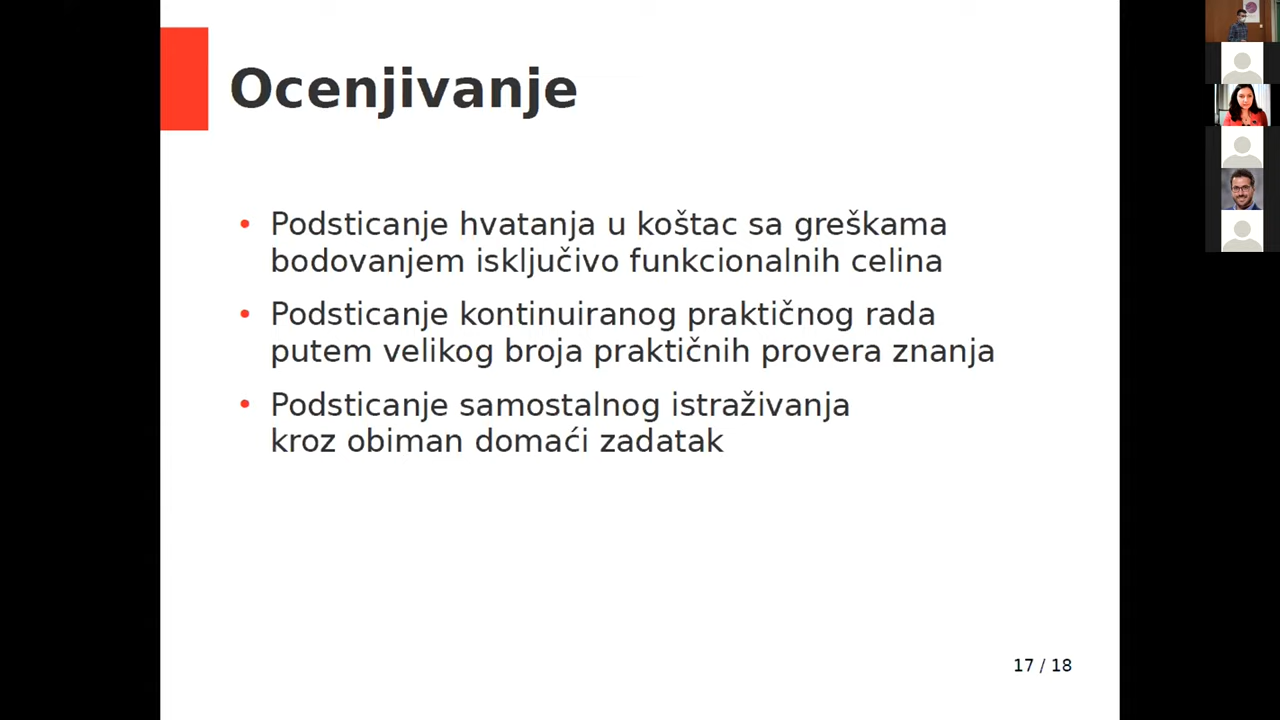 Ocenjivanje
• Podsticanje hvatanja u koštac sa greškama
bodovanjem isključivo funkcionalnih celina
• Podsticanje kontinuiranog praktičnog rada
putem velikog broja praktičnih provera znanja
• Podsticanje samostalnog istraživanja
kroz obiman domaći zadatak
17 / 18